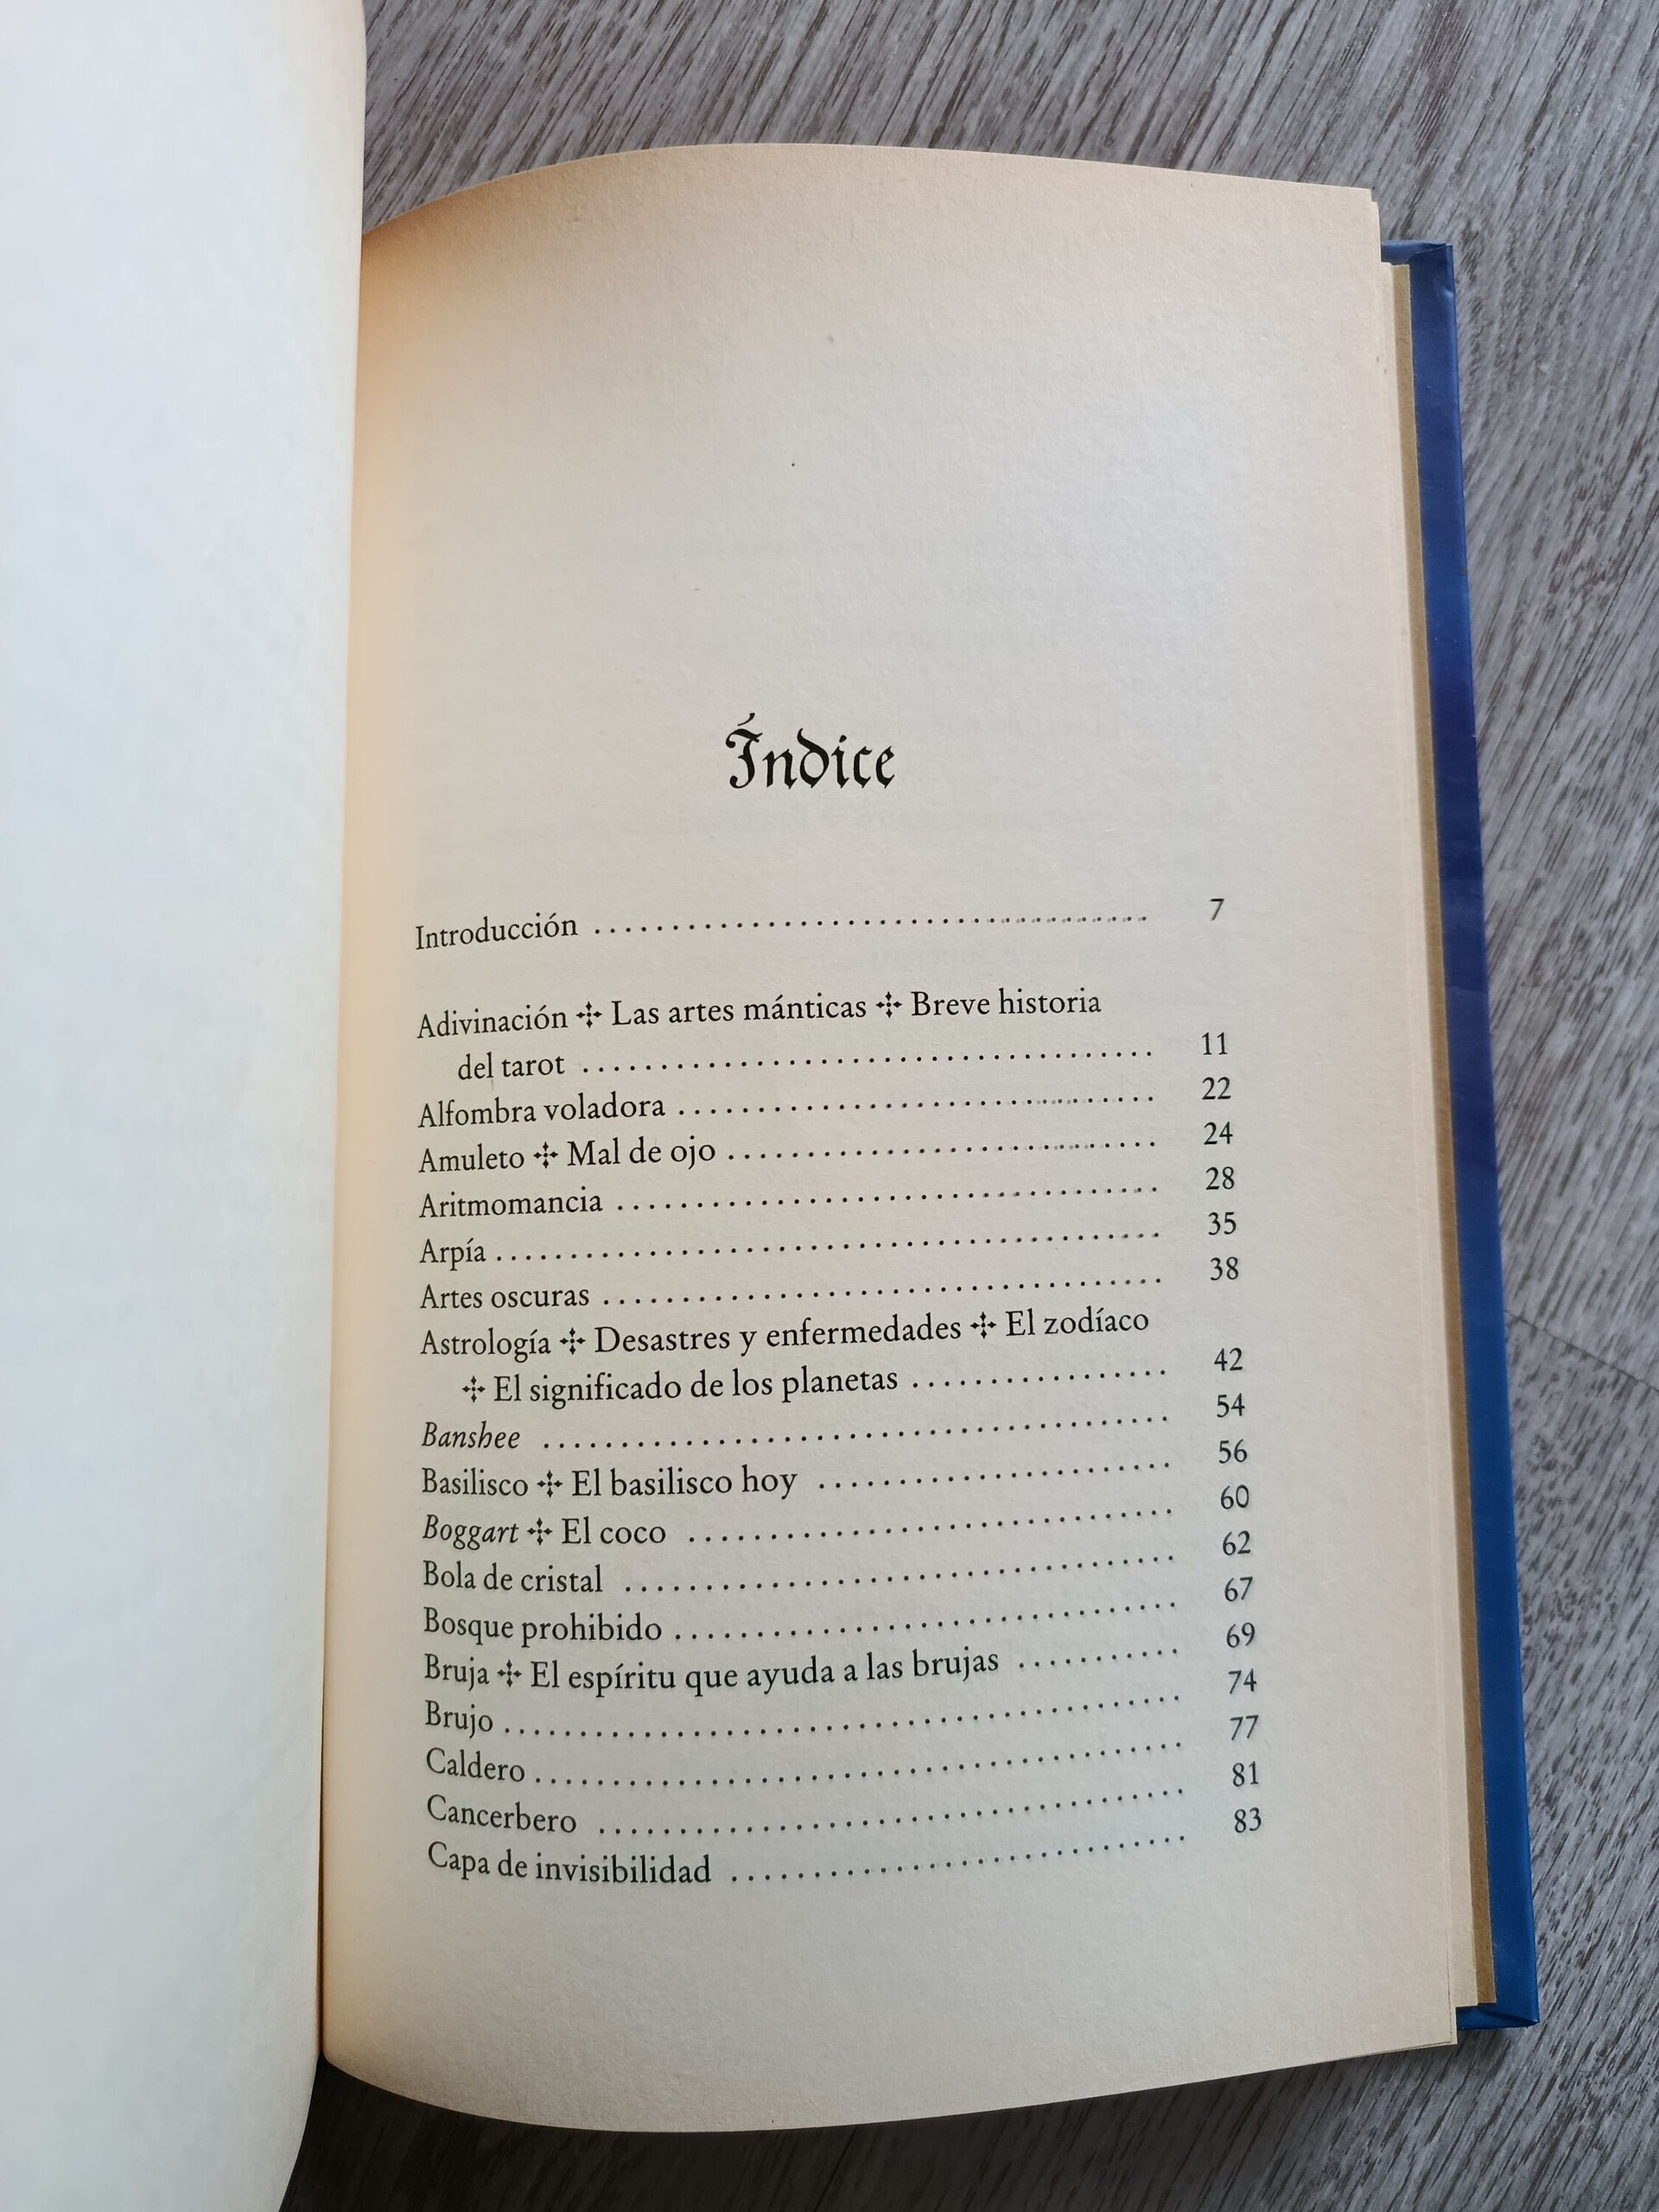 Índice
Introducción ........................................ 7
Adivinación ✣ Las artes mánticas ✣ Breve historia
del tarot ........................................ 11
Alfombra voladora ........................................ 22
Amuleto ✣ Mal de ojo ........................................ 24
Aritmomancia ........................................ 28
Arpía ........................................ 35
Artes oscuras ........................................ 38
Astrología ✣ Desastres y enfermedades ✣ El zodíaco
✣ El significado de los planetas ................. 42
Banshee ........................................ 54
Basilisco ✣ El basilisco hoy ........................ 56
Boggart ✣ El coco ................................ 60
Bola de cristal ........................................ 62
Bosque prohibido ........................................ 67
Bruja ✣ El espíritu que ayuda a las brujas ........... 69
Brujo ........................................ 74
Caldero ........................................ 77
Cancerbero ........................................ 81
Capa de invisibilidad ............................ 83